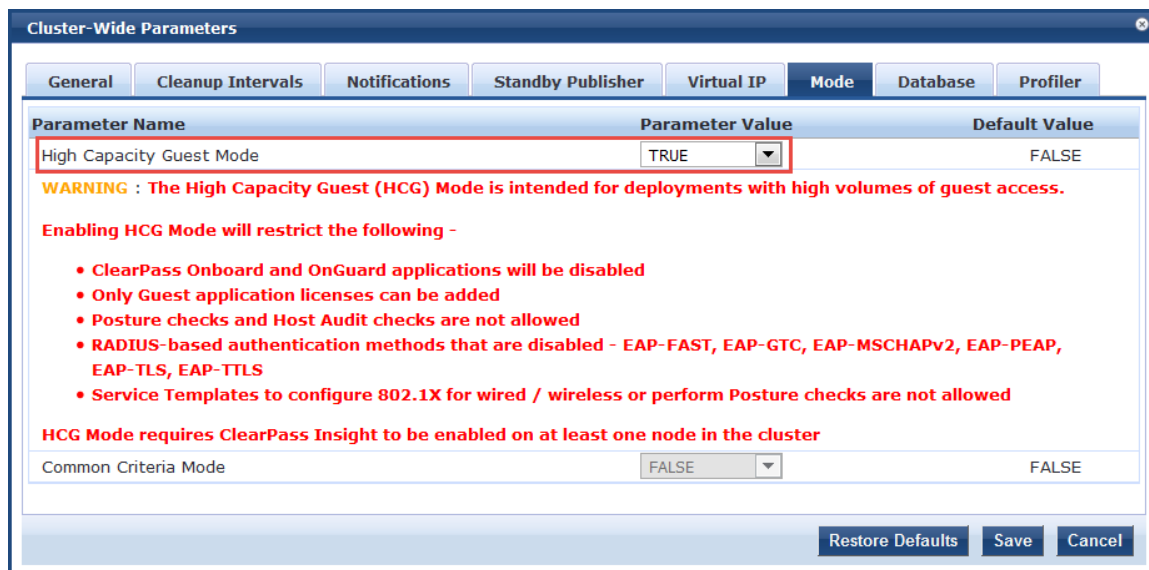 Cluster-Wide Parameters
General Cleanup Intervals Notifications Standby Publisher Virtual IP Mode Database Profiler
Parameter Name Parameter Value Default Value
High Capacity Guest Mode TRUE FALSE
WARNING : The High Capacity Guest (HCG) Mode is intended for deployments with high volumes of guest access.
Enabling HCG Mode will restrict the following -
• ClearPass Onboard and OnGuard applications will be disabled
• Only Guest application licenses can be added
• Posture checks and Host Audit checks are not allowed
• RADIUS-based authentication methods that are disabled - EAP-FAST, EAP-GTC, EAP-MSCHAPv2, EAP-PEAP,
EAP-TLS, EAP-TTLS
• Service Templates to configure 802.1X for wired / wireless or perform Posture checks are not allowed
HCG Mode requires ClearPass Insight to be enabled on at least one node in the cluster
Common Criteria Mode FALSE FALSE
Restore Defaults Save Cancel